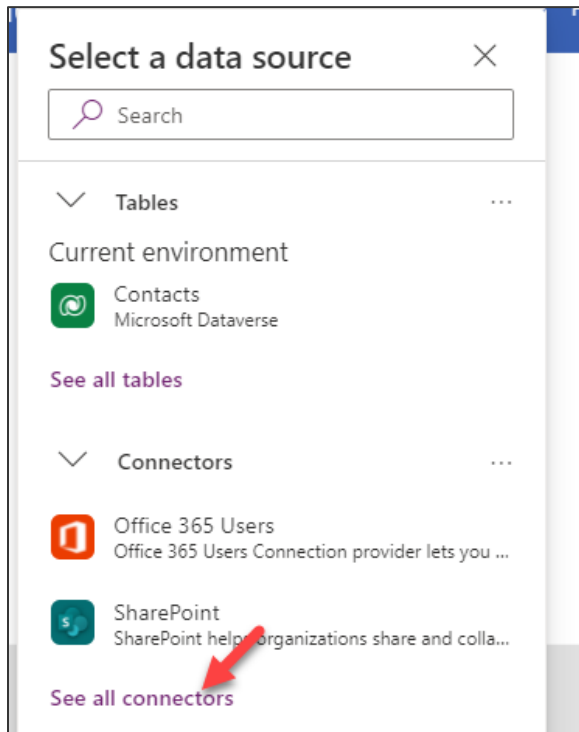 Select a data source
Search
Tables
...
Current environment
Contacts
Microsoft Dataverse
See all tables
Connectors
...
Office 365 Users
Office 365 Users Connection provider lets you ...
SharePoint
SharePoint helps organizations share and colla...
See all connectors